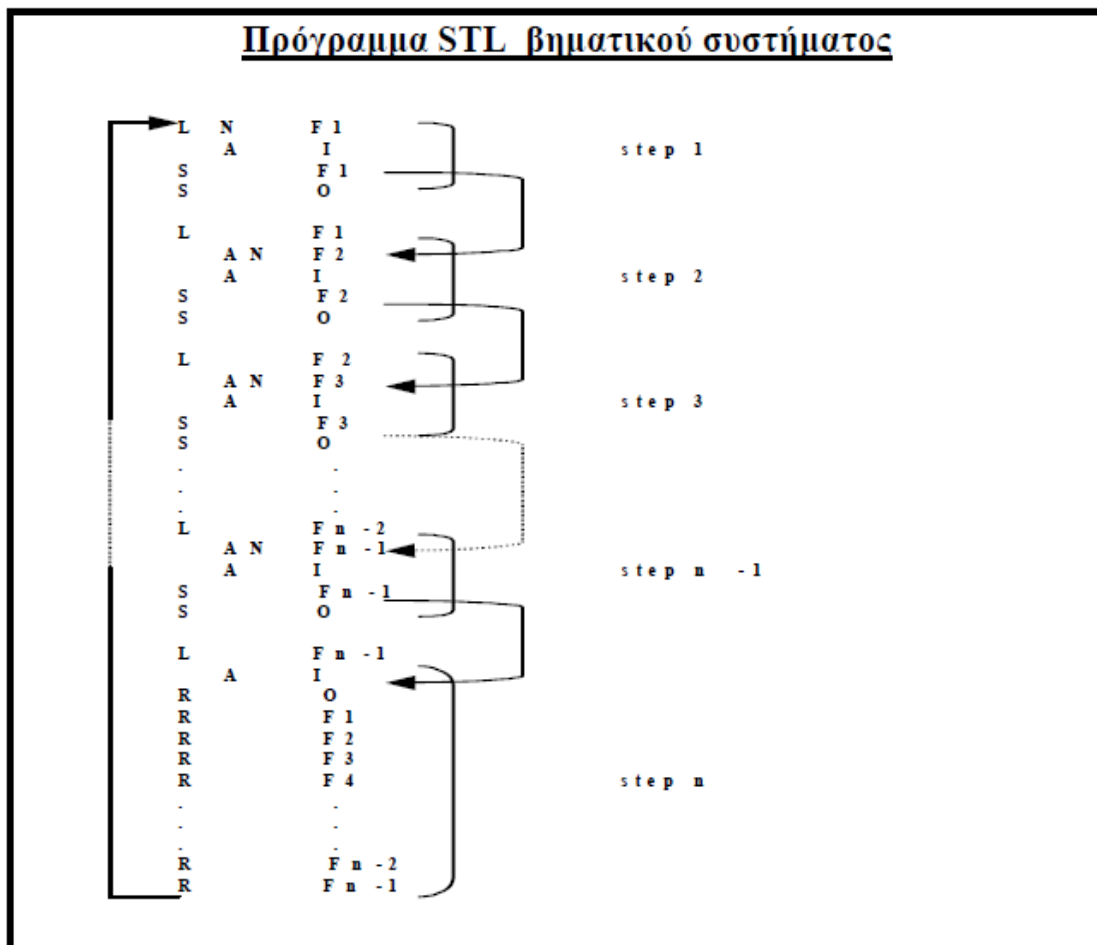 Πρόγραμμα STL βηματικού συστήματος
L N F1
A I step 1
S F1
S O
L F1
A N F2
A I step 2
S F2
S O
L F 2
A N F3
A I step 3
S F3
S O
. .
. .
. .
L Fn -2
A N Fn -1
A I step n -1
S Fn -1
S O
L Fn -1
A I
R O
R F1
R F2
R F3
R F4 step n
. .
. .
. .
R Fn -2
R Fn -1